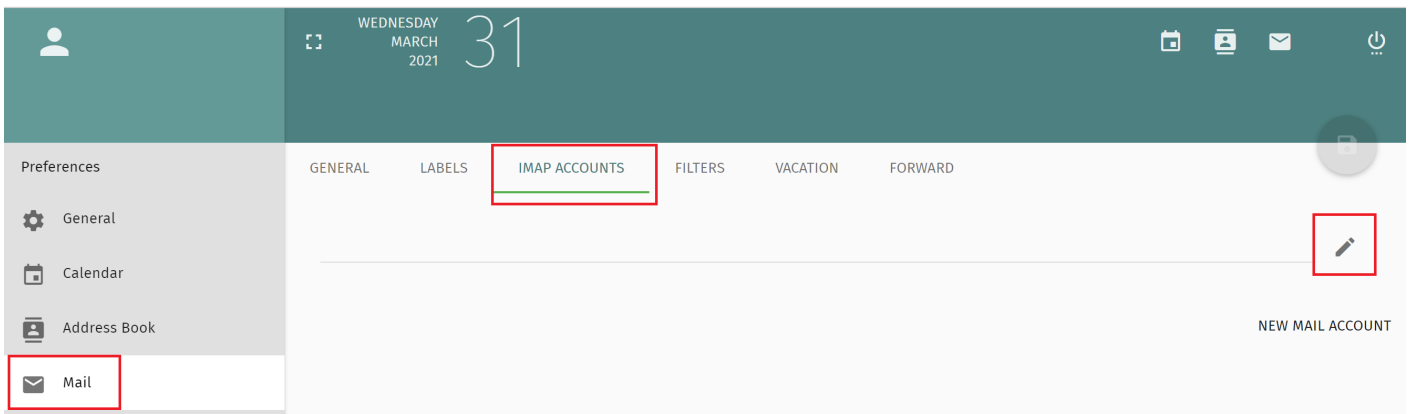 WEDNESDAY
MARCH
2021
31
Preferences
General
Calendar
Address Book
Mail
GENERAL LABELS IMAP ACCOUNTS FILTERS VACATION FORWARD
NEW MAIL ACCOUNT